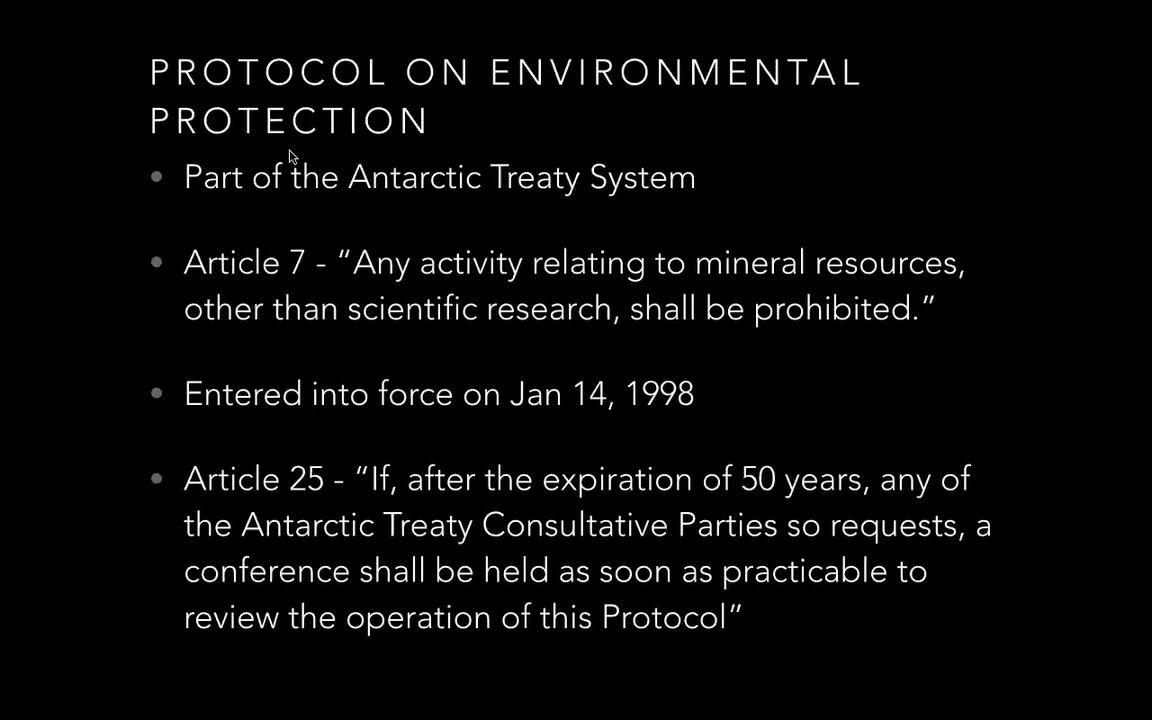 PROTOCOL ON ENVIRONMENTAL
PROTECTION
• Part of the Antarctic Treaty System
• Article 7 - “Any activity relating to mineral resources,
other than scientific research, shall be prohibited.”
• Entered into force on Jan 14, 1998
• Article 25 - “If, after the expiration of 50 years, any of
the Antarctic Treaty Consultative Parties so requests, a
conference shall be held as soon as practicable to
review the operation of this Protocol”